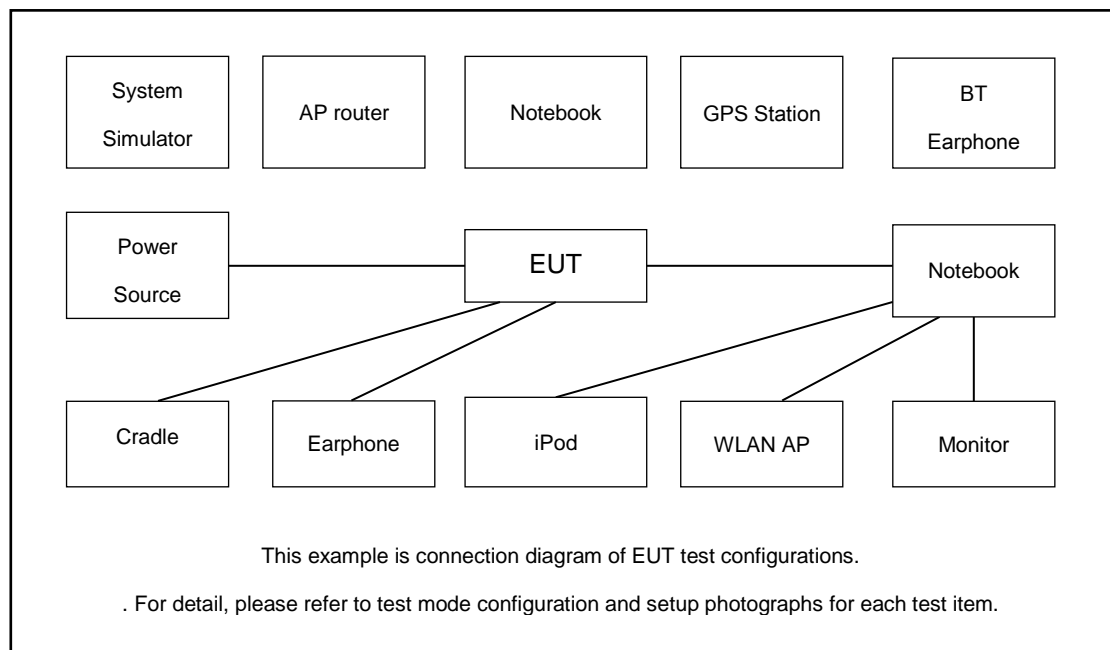 System
Simulator
AP router
Notebook
GPS Station
BT
Earphone
Power
Source
EUT
Notebook
Cradle
Earphone
iPod
WLAN AP
Monitor
This example is connection diagram of EUT test configurations.
. For detail, please refer to test mode configuration and setup photographs for each test item.